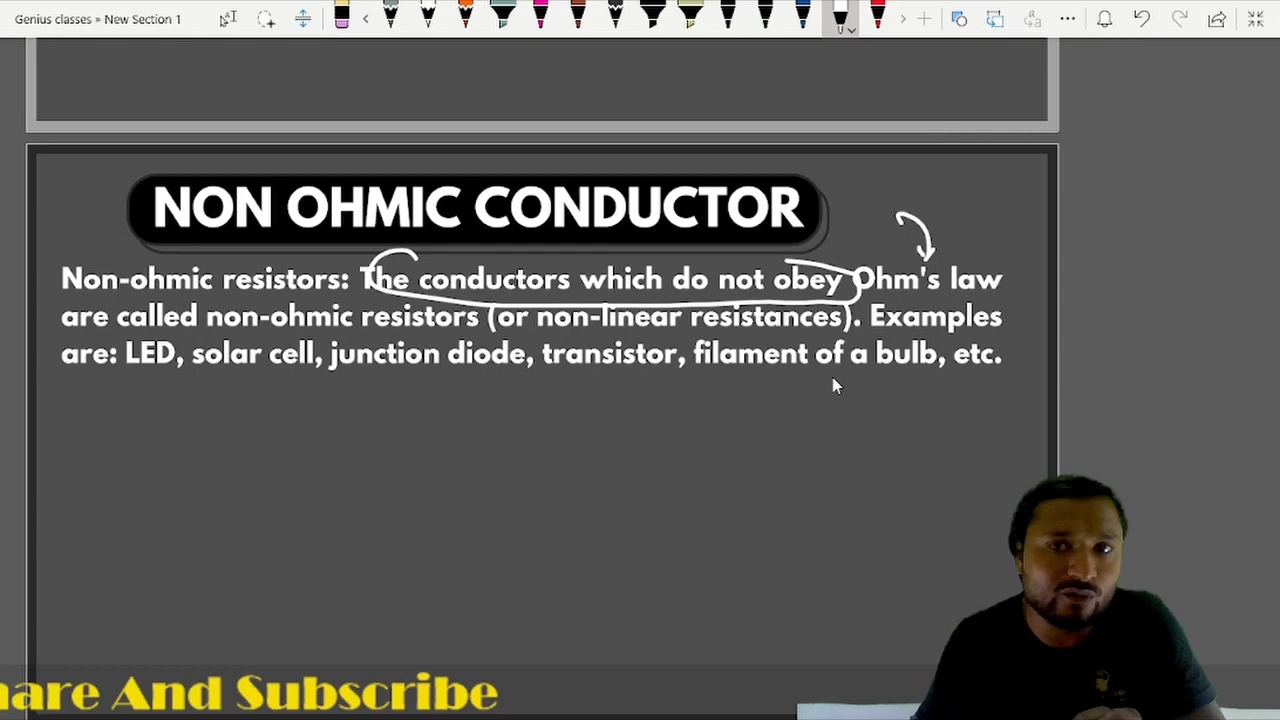 Genius classes » New Section 1
NON OHMIC CONDUCTOR
Non-ohmic resistors: The conductors which do not obey Ohm's law
are called non-ohmic resistors (or non-linear resistances). Examples
are: LED, solar cell, junction diode, transistor, filament of a bulb, etc.
hare And Subscribe